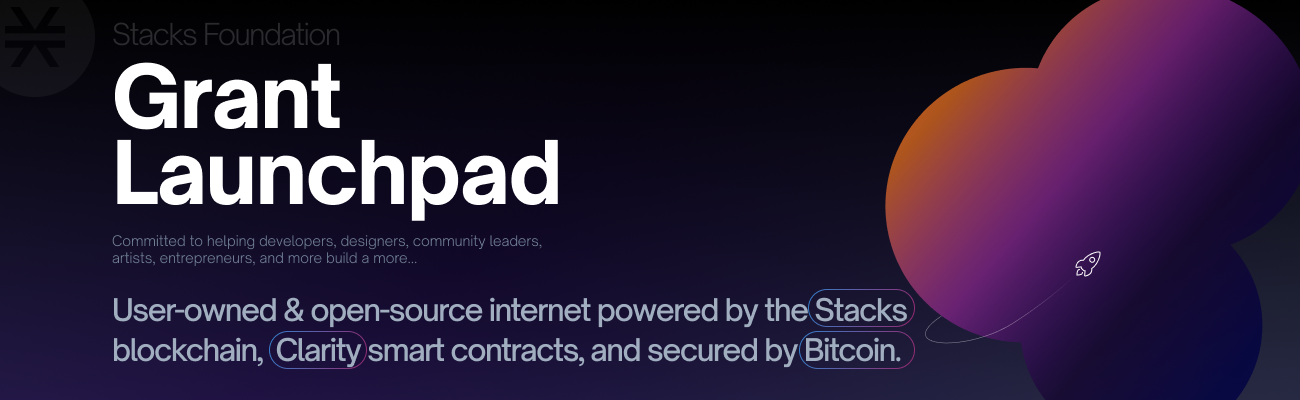 Stacks Foundation
Grant
Launchpad
Committed to helping developers, designers, community leaders,
artists, entrepreneurs, and more build a more...
User-owned & open-source internet powered by the Stacks
blockchain, Clarity smart contracts, and secured by Bitcoin.